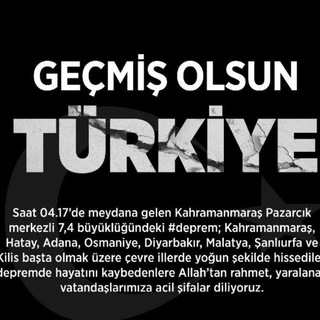 GEÇMİŞ OLSUN
TÜRKİYE
Saat 04.17'de meydana gelen Kahramanmaraş Pazarcık
merkezli 7,4 büyüklüğündeki #deprem; Kahramanmaraş,
Hatay, Adana, Osmaniye, Diyarbakır, Malatya, Şanlıurfa ve
Kilis başta olmak üzere çevre illerde yoğun şekilde hissedile
depremde hayatını kaybedenlere Allah'tan rahmet, yaralana
vatandaşlarımıza acil şifalar diliyoruz.